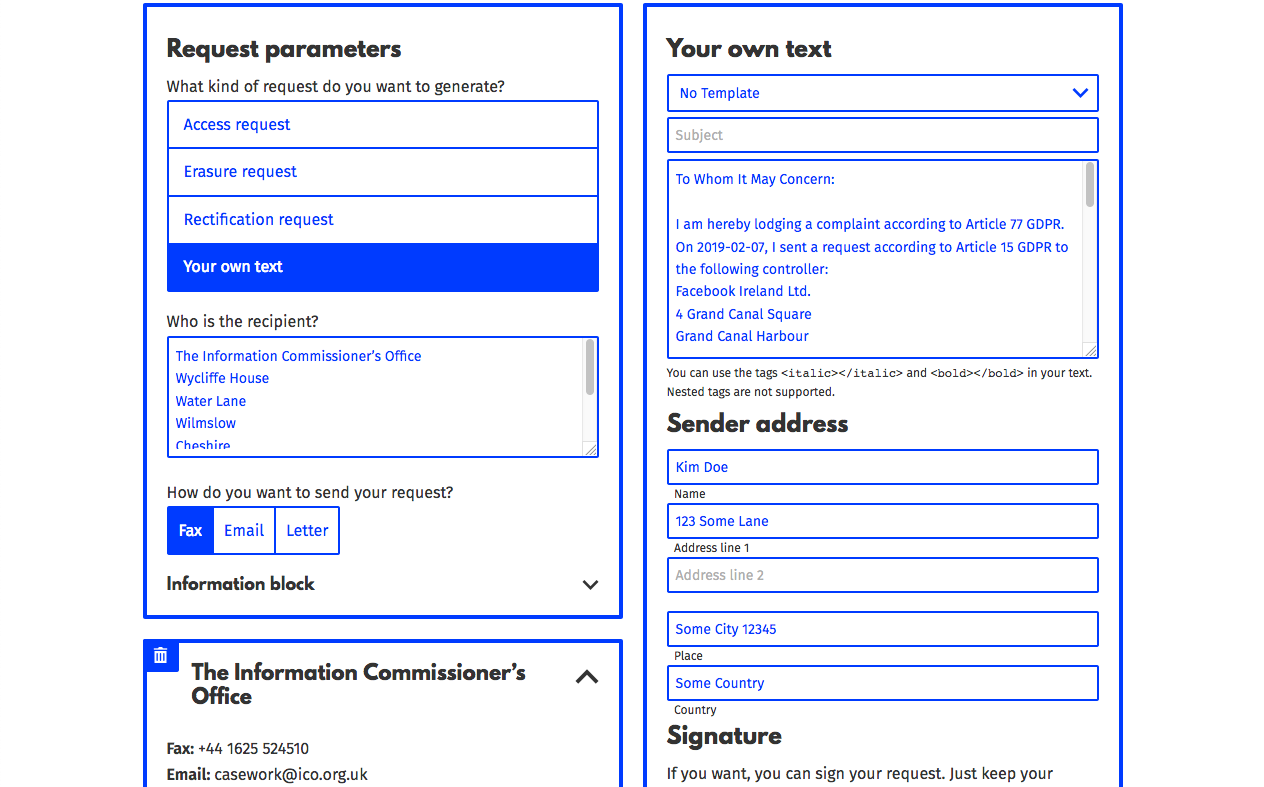 Request parameters
What kind of request do you want to generate?
Access request
Erasure request
Rectification request
Your own text
Who is the recipient?
The Information Commissioner’s Office
Wycliffe House
Water Lane
Wilmslow
Cheshire
How do you want to send your request?
Fax Email Letter
Information block
The Information Commissioner’s
Office
Fax: +44 1625 524510
Email: casework@ico.org.uk
Your own text
No Template
Subject
To Whom It May Concern:
I am hereby lodging a complaint according to Article 77 GDPR.
On 2019-02-07, I sent a request according to Article 15 GDPR to
the following controller:
Facebook Ireland Ltd.
4 Grand Canal Square
Grand Canal Harbour
You can use the tags <italic></italic> and <bold></bold> in your text.
Nested tags are not supported.
Sender address
Kim Doe
Name
123 Some Lane
Address line 1
Address line 2
Some City 12345
Place
Some Country
Country
Signature
If you want, you can sign your request. Just keep your